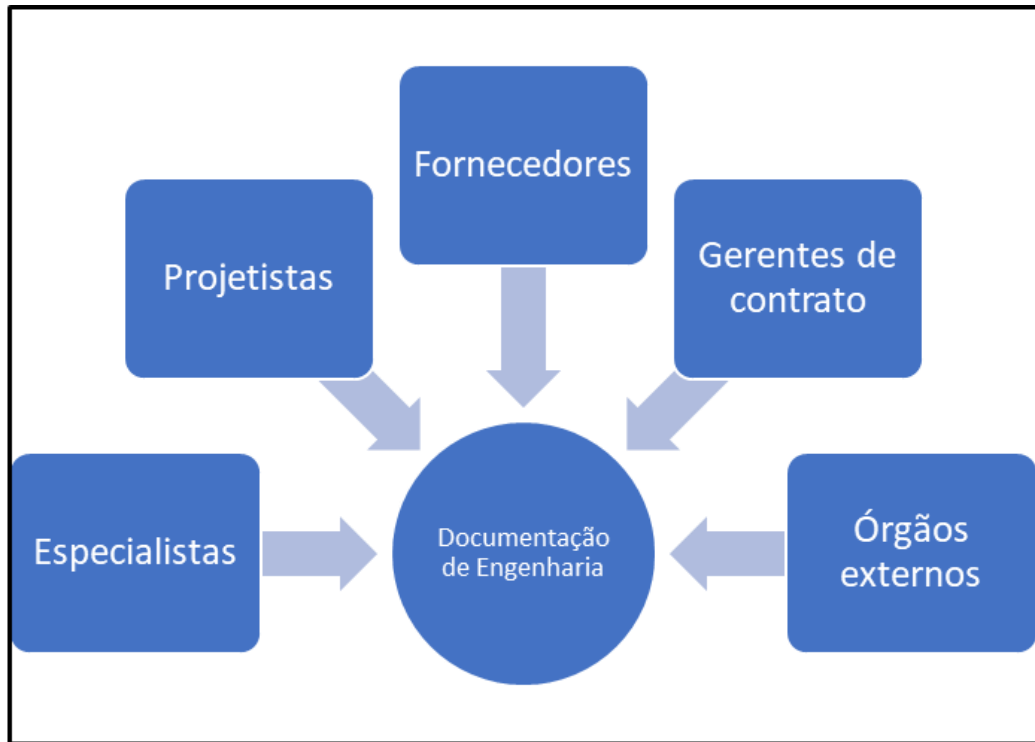 Fornecedores
Projetistas
Gerentes de
contrato
Especialistas
Documentação
de Engenharia
Órgãos
externos